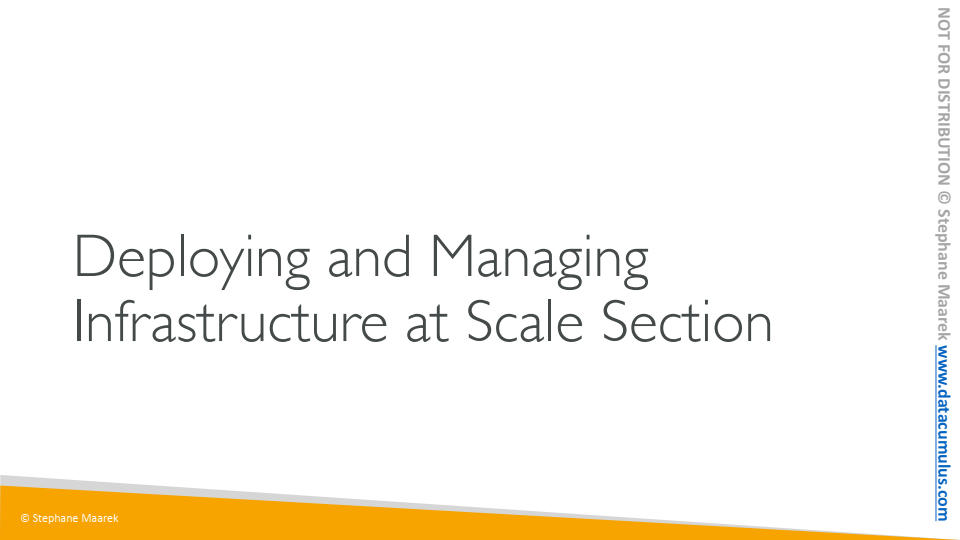 Deploying and Managing
Infrastructure at Scale Section
© Stephane Maarek
NOT FOR DISTRIBUTION © Stephane Maarek www.datacumulus.com